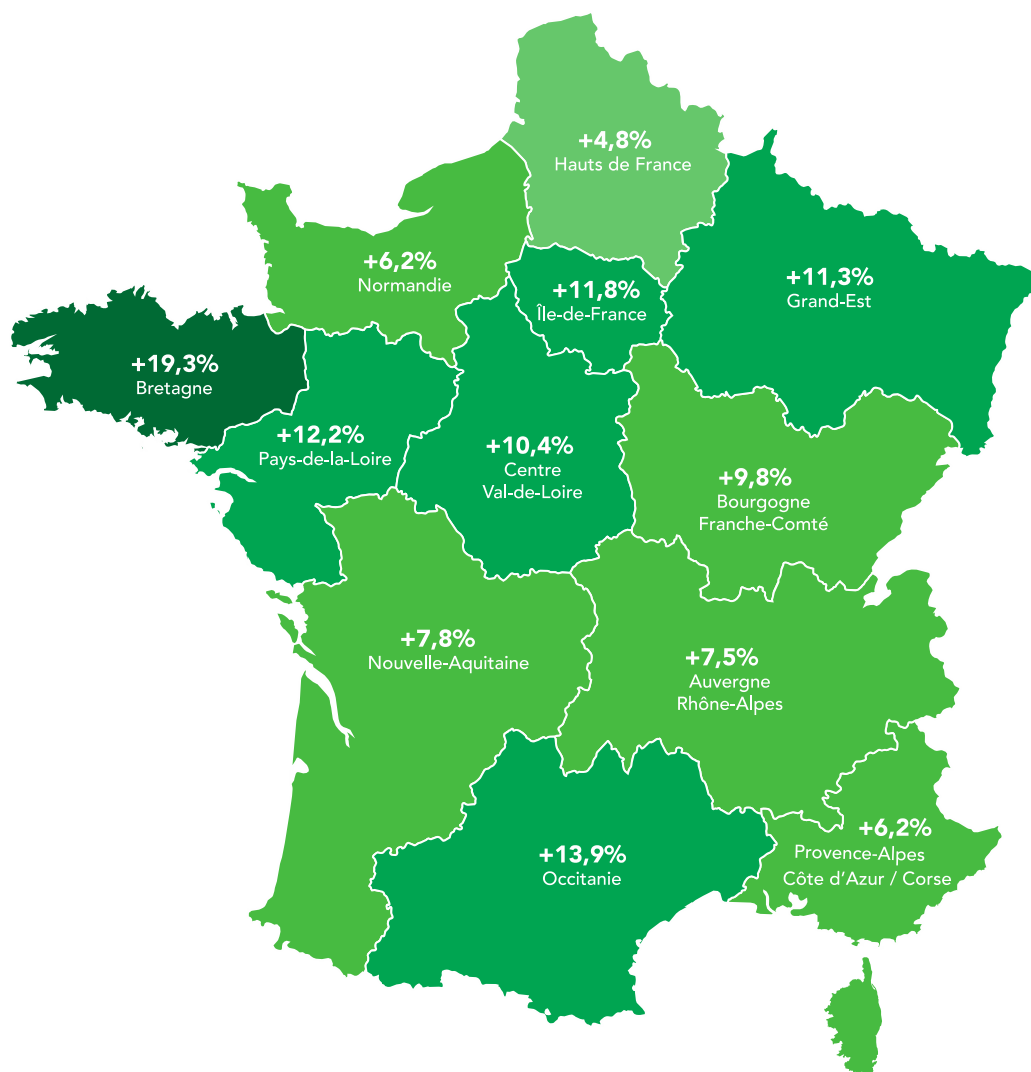 +4,8%
Hauts de France
+6,2%
Normandie
+11,8%
Île-de-France
+11,3%
Grand-Est
+19,3%
Bretagne
+12,2%
Pays-de-la-Loire
+10,4%
Centre
Val-de-Loire
+9,8%
Bourgogne
Franche-Comté
+7,8%
Nouvelle-Aquitaine
+7,5%
Auvergne
Rhône-Alpes
+6,2%
Provence-Alpes
Côte d'Azur / Corse
+13,9%
Occitanie